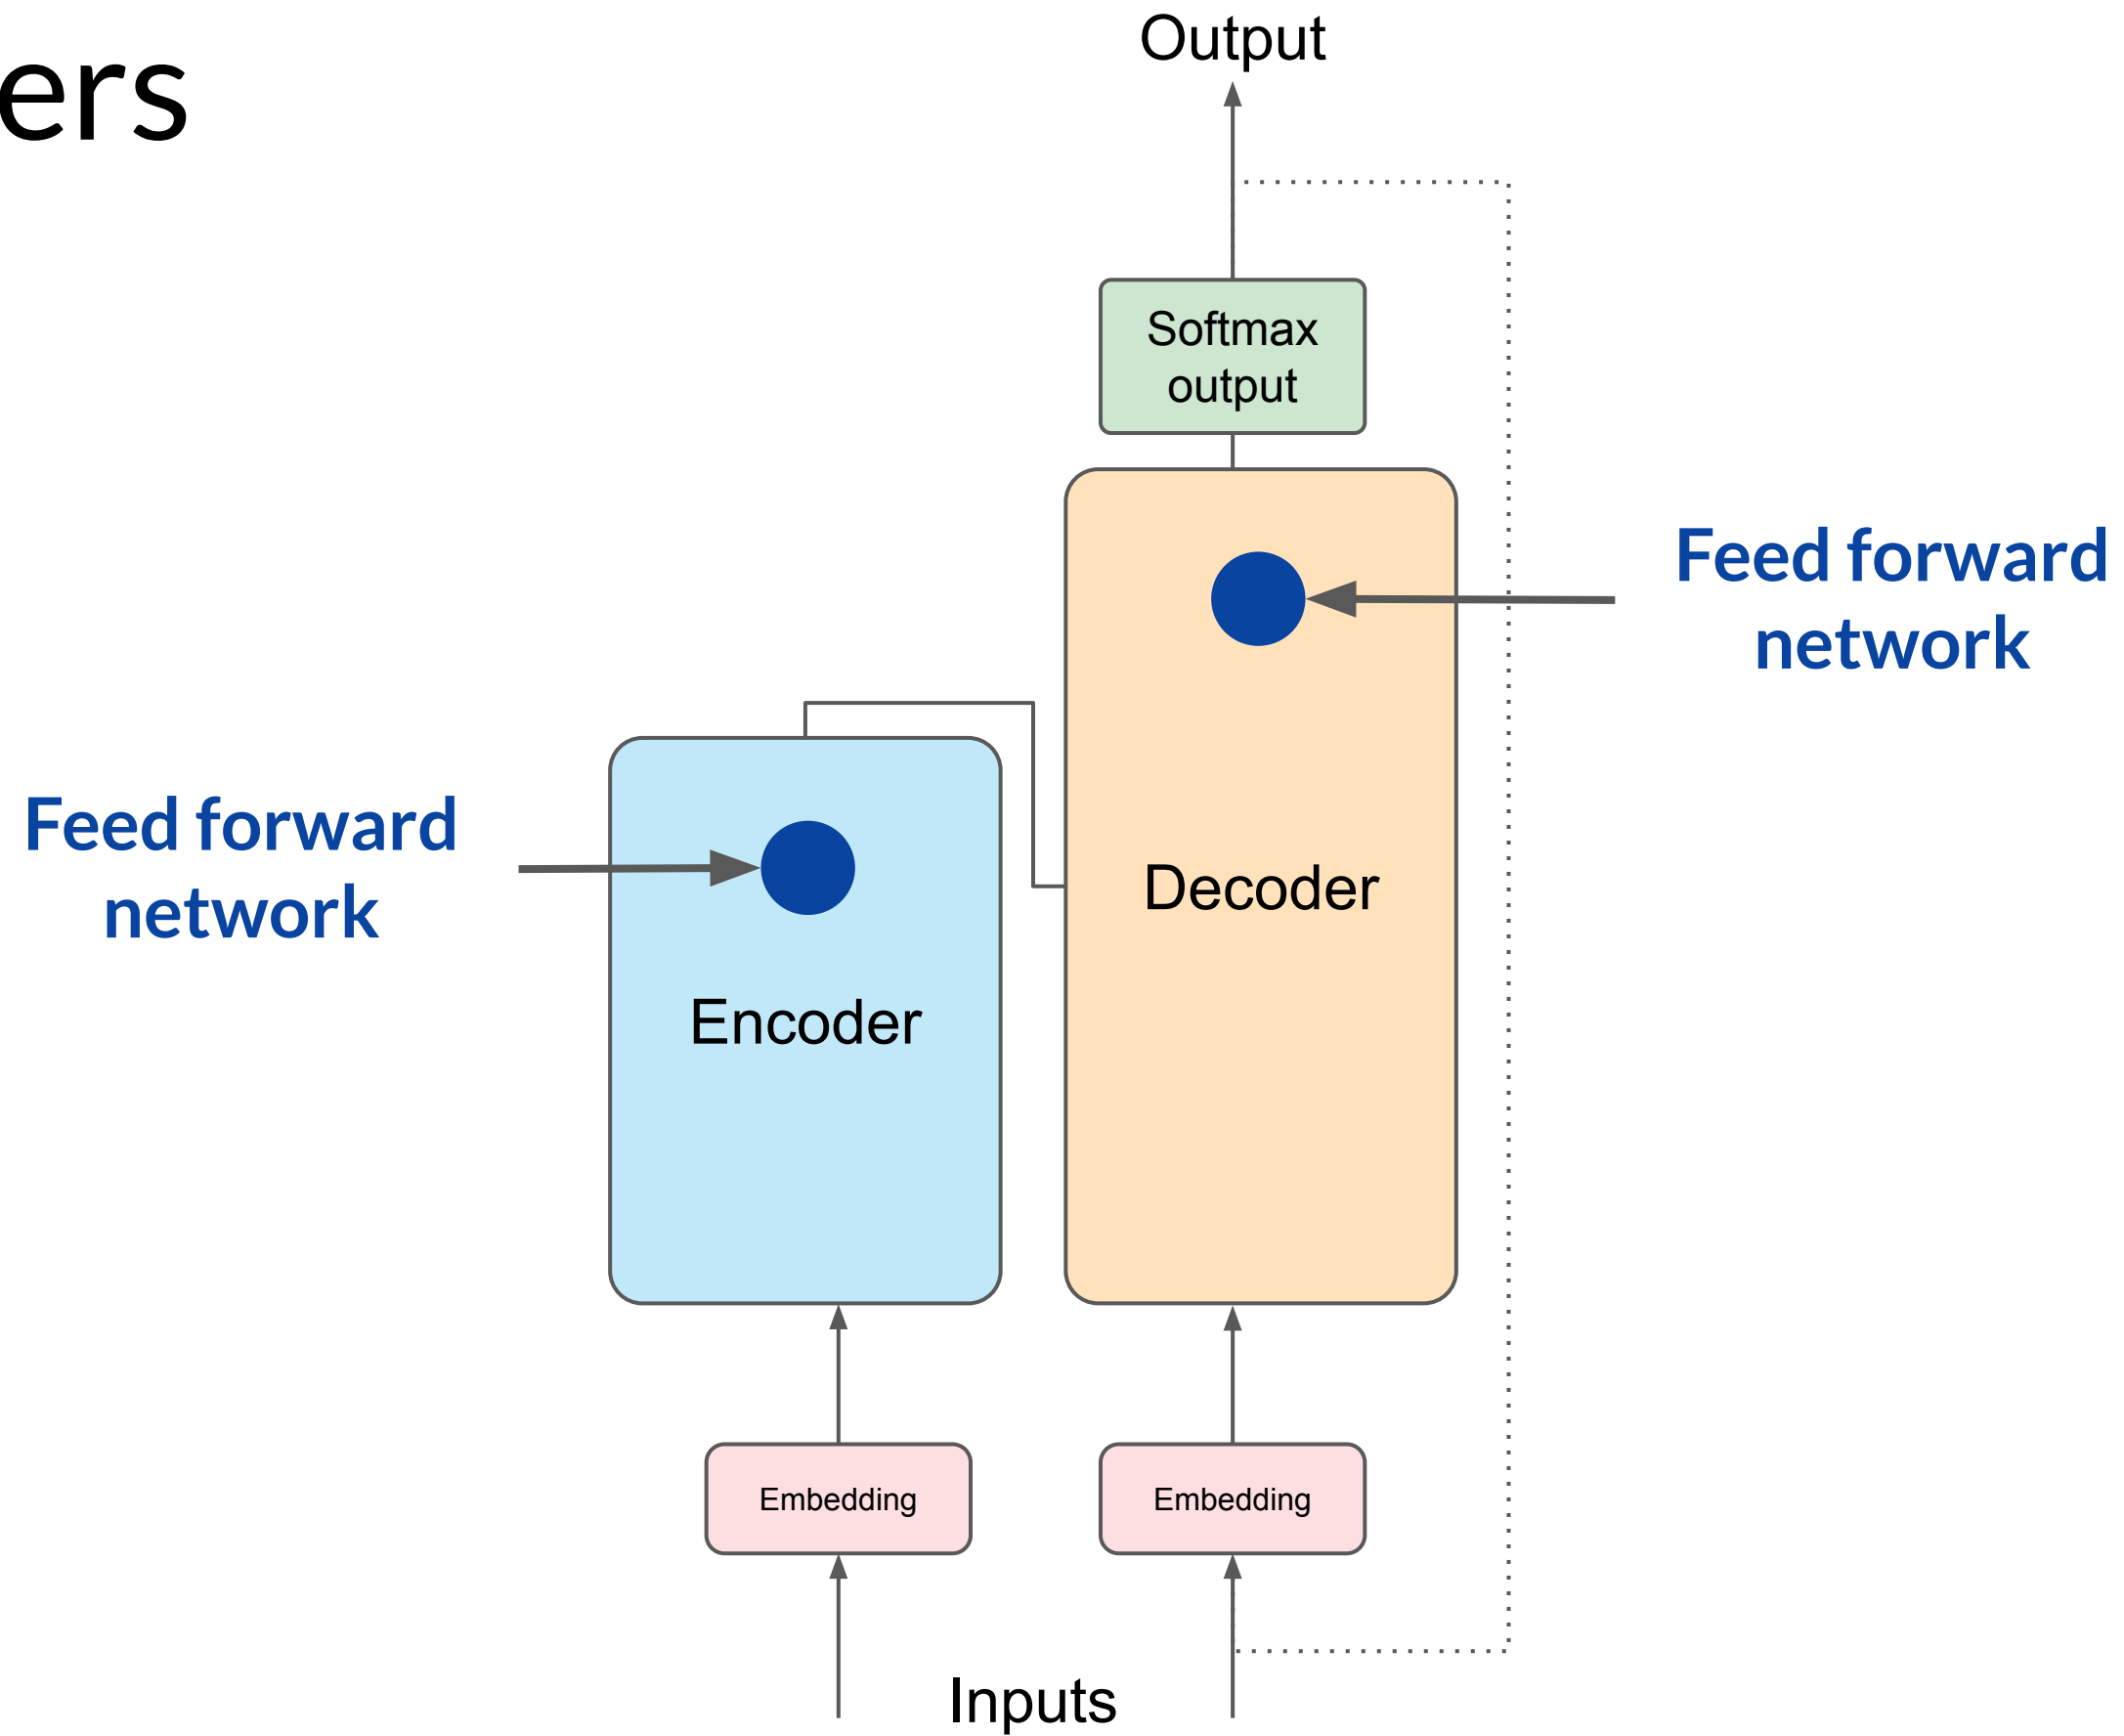 ers
Output
Softmax
output
Feed forward
network
Feed forward
network
Decoder
Encoder
Embedding
Embedding
Inputs